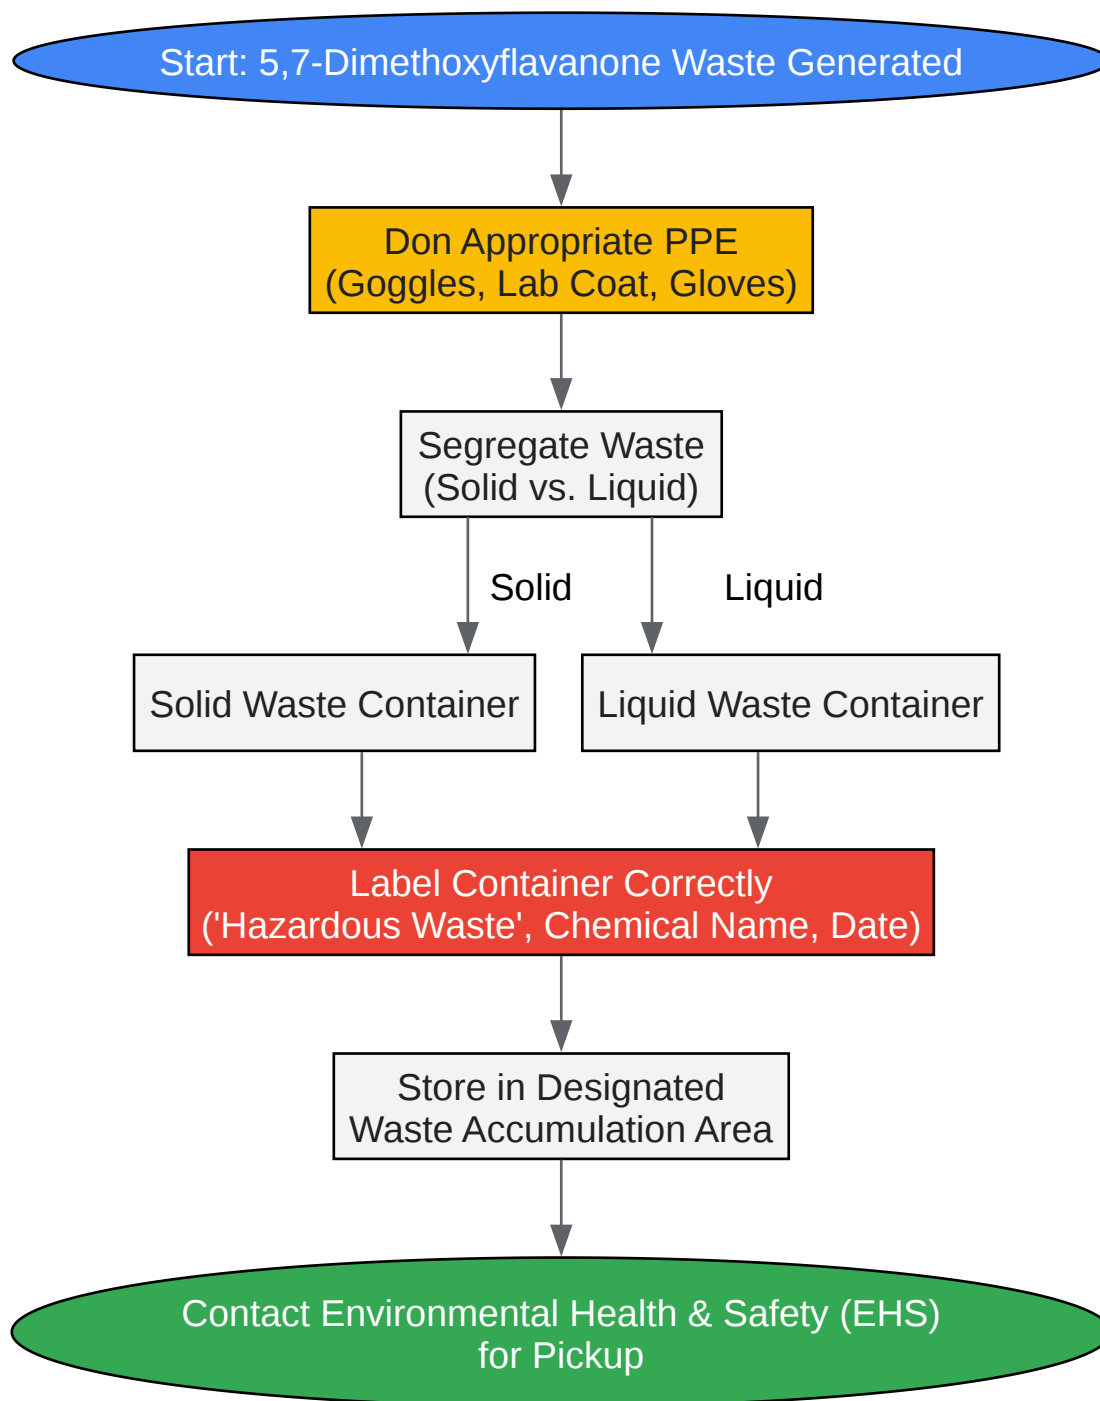 Start: 5,7-Dimethoxyflavanone Waste Generated
Don Appropriate PPE
(Goggles, Lab Coat, Gloves)
Segregate Waste
(Solid vs. Liquid)
Solid
Liquid
Solid Waste Container
Liquid Waste Container
Label Container Correctly
('Hazardous Waste', Chemical Name, Date)
Store in Designated
Waste Accumulation Area
Contact Environmental Health & Safety (EHS)
for Pickup